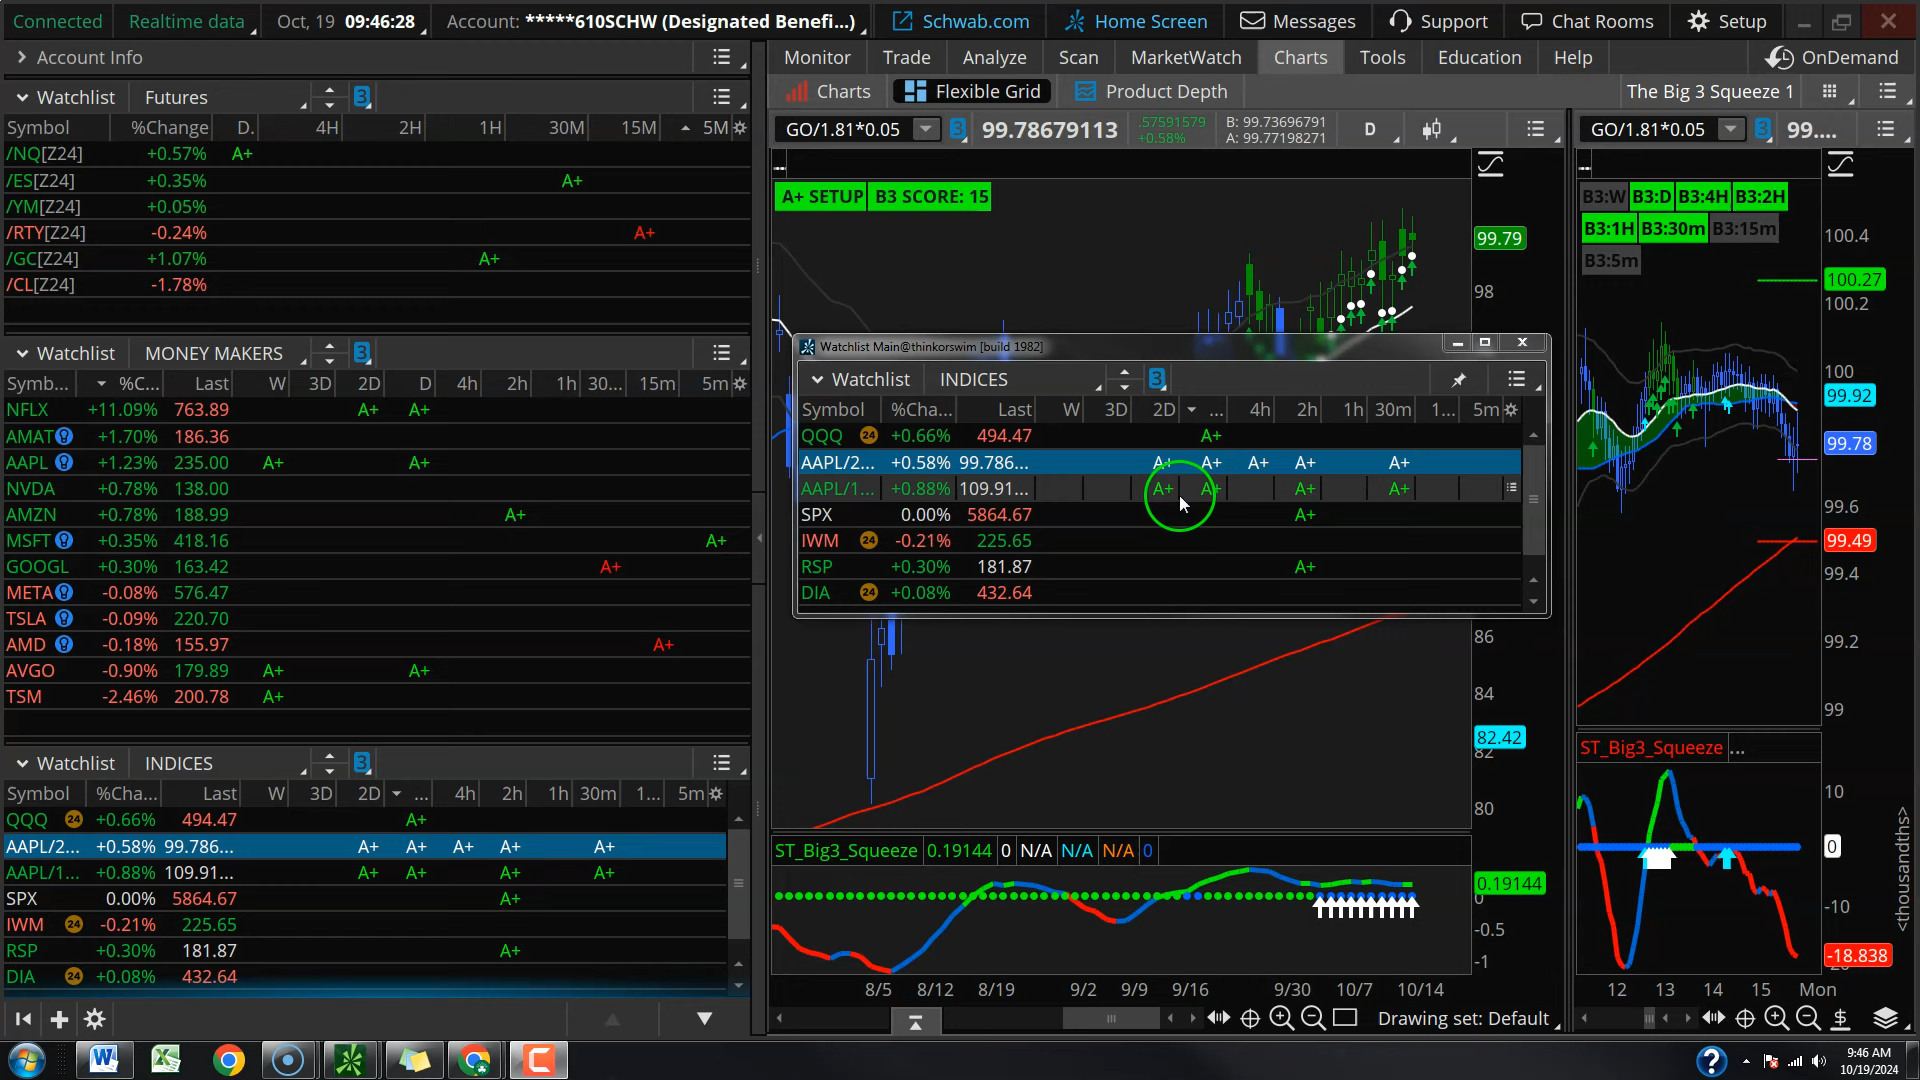 Connected Realtime data Oct, 19 09:46:28 Account: *****610SCHW (Designated Benefi...) Schwab.com Home Screen Messages Support Chat Rooms Setup
Account Info
Monitor Trade Analyze Scan MarketWatch Charts Tools Education Help OnDemand
Charts Flexible Grid Product Depth The Big 3 Squeeze 1
Watchlist Futures 3
Symbol %Change D. 4H 2H 1H 30M 15M 5M
/NQ[Z24] +0.57% A+
/ES[Z24] +0.35% A+
/YM[Z24] +0.05%
/RTY[Z24] -0.24% A+
/GC[Z24] +1.07% A+
/CL[Z24] -1.78%
Watchlist MONEY MAKERS 3
Symb... %C... Last W 3D 2D D 4h 2h 1h 30... 15m 5m
NFLX +11.09% 763.89 A+ A+
AMAT +1.70% 186.36
AAPL +1.23% 235.00 A+ A+
NVDA +0.78% 138.00
AMZN +0.78% 188.99 A+
MSFT +0.35% 418.16 A+
GOOGL +0.30% 163.42 A+
META -0.08% 576.47
TSLA -0.09% 220.70
AMD -0.18% 155.97 A+
AVGO -0.90% 179.89 A+ A+
TSM -2.46% 200.78 A+
Watchlist INDICES 3
Symbol %Cha... Last W 3D 2D ... 4h 2h 1h 30m 1... 5m
QQQ 24 +0.66% 494.47 A+
AAPL/2... +0.58% 99.786... A+ A+ A+ A+ A+
AAPL/1... +0.88% 109.91... A+ A+ A+ A+
SPX 0.00% 5864.67 A+
IWM 24 -0.21% 225.65
RSP +0.30% 181.87 A+
DIA 24 +0.08% 432.64
GO/1.81*0.05 3 99.78679113 .57591579 +0.58% B: 99.73696791 A: 99.77198271 D
A+ SETUP B3 SCORE: 15
99.79
98
Watchlist Main@thinkorswim [build 1982]
Watchlist INDICES 3
Symbol %Cha... Last W 3D 2D ... 4h 2h 1h 30m 1... 5m
QQQ 24 +0.66% 494.47 A+
AAPL/2... +0.58% 99.786... A+ A+ A+ A+ A+
AAPL/1... +0.88% 109.91... A+ A+ A+ A+
SPX 0.00% 5864.67 A+
IWM 24 -0.21% 225.65
RSP +0.30% 181.87 A+
DIA 24 +0.08% 432.64
86
84
82.42
82
80
ST_Big3_Squeeze 0.19144 0 N/A N/A N/A 0
0.19144
0
-0.5
-1
8/5 8/12 8/19 9/2 9/9 9/16 9/30 10/7 10/14
Drawing set: Default
GO/1.81*0.05 3 99....
B3:W B3:D B3:4H B3:2H
B3:1H B3:30m B3:15m
B3:5m
100.4
100.27
100.2
100
99.92
99.78
99.6
99.49
99.4
99.2
99
ST_Big3_Squeeze ...
10
0
-10
-18.838
<thousandths>
12 13 14 15 Mon
9:46 AM
10/19/2024